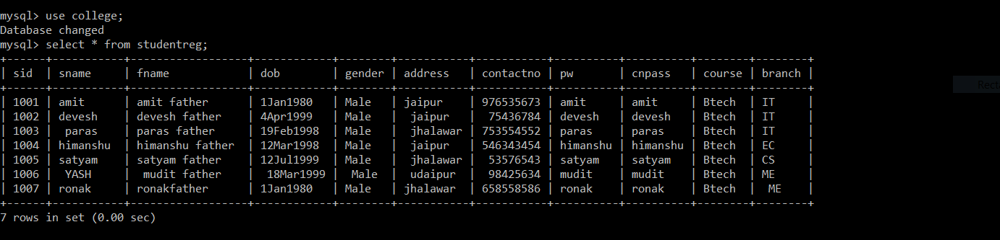 mysql> use college;
Database changed
mysql> select * from studentreg;
+------+-----------+-----------------+------------+--------+-----------+-----------+----------+----------+--------+--------+
| sid  | sname     | fname           | dob        | gender | address   | contactno | pw       | cnpass   | course | branch |
+------+-----------+-----------------+------------+--------+-----------+-----------+----------+----------+--------+--------+
| 1001 | amit      | amit father     | 1Jan1980   | Male   | jaipur    | 976535673 | amit     | amit     | Btech  | IT     |
| 1002 | devesh    | devesh father   | 4Apr1999   | Male   |  jaipur   |  75436784 | devesh   | devesh   | Btech  | IT     |
| 1003 |  paras    | paras father    | 19Feb1998  | Male   |  jhalawar | 753554552 | paras    | paras    | Btech  | IT     |
| 1004 | himanshu  | himanshu father | 12Mar1998  | Male   |  jaipur   | 546343454 | himanshu | himanshu | Btech  | EC     |
| 1005 | satyam    | satyam father   | 12Jul1999  | Male   |  jhalawar |  53576543 | satyam   | satyam   | Btech  | CS     |
| 1006 |  YASH     |  mudit father   |  18Mar1999 |  Male  |  udaipur  |  98425634 | mudit    | mudit    | Btech  | ME     |
| 1007 | ronak     | ronakfather     | 1Jan1980   | Male   | jhalawar  | 658558586 | ronak    | ronak    | Btech  |  ME    |
+------+-----------+-----------------+------------+--------+-----------+-----------+----------+----------+--------+--------+
7 rows in set (0.00 sec)
Rect